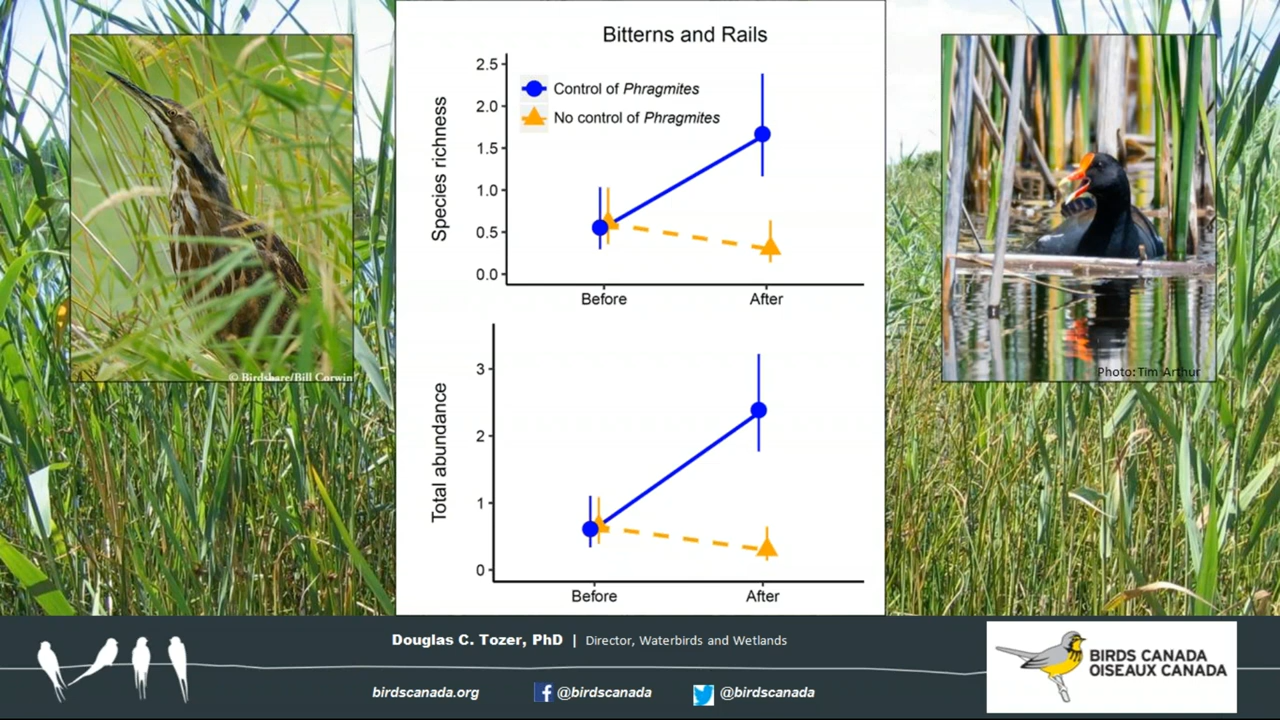 Bitterns and Rails
Species richness
2.5
2.0
1.5
1.0
0.5
0.0
Control of Phragmites
No control of Phragmites
Before
After
Total abundance
3
2
1
0
Before
After
© Birdshare/Bill Corwin
Photo: Tim Arthur
Douglas C. Tozer, PhD | Director, Waterbirds and Wetlands
birdscanada.org
@birdscanada
@birdscanada
BIRDS CANADA
OISEAUX CANADA